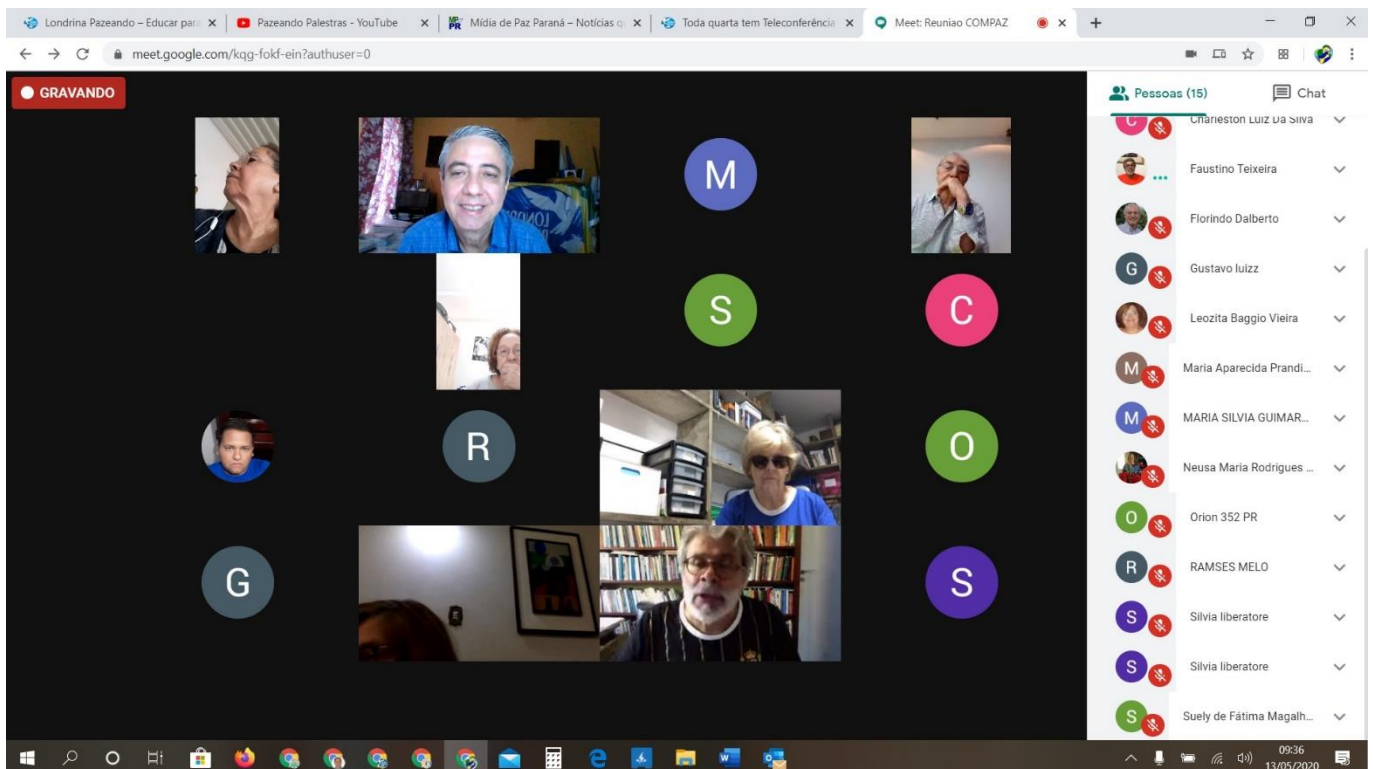 Londrina Pazeando – Educar para
Pazeando Palestras - YouTube
Mídia de Paz Paraná – Notícias q
Toda quarta tem Teleconferência
Meet: Reuniao COMPAZ
meet.google.com/kqg-fokf-ein?authuser=0
GRAVANDO
Pessoas (15)
Chat
M
S
C
R
O
G
S
C
Charleston Luiz Da Silva
Faustino Teixeira
Florindo Dalberto
G
Gustavo luizz
Leozita Baggio Vieira
M
Maria Aparecida Prandi...
M
MARIA SILVIA GUIMAR...
Neusa Maria Rodrigues ...
O
Orion 352 PR
R
RAMSES MELO
S
Silvia liberatore
S
Silvia liberatore
S
Suely de Fátima Magalh...
09:36
13/05/2020